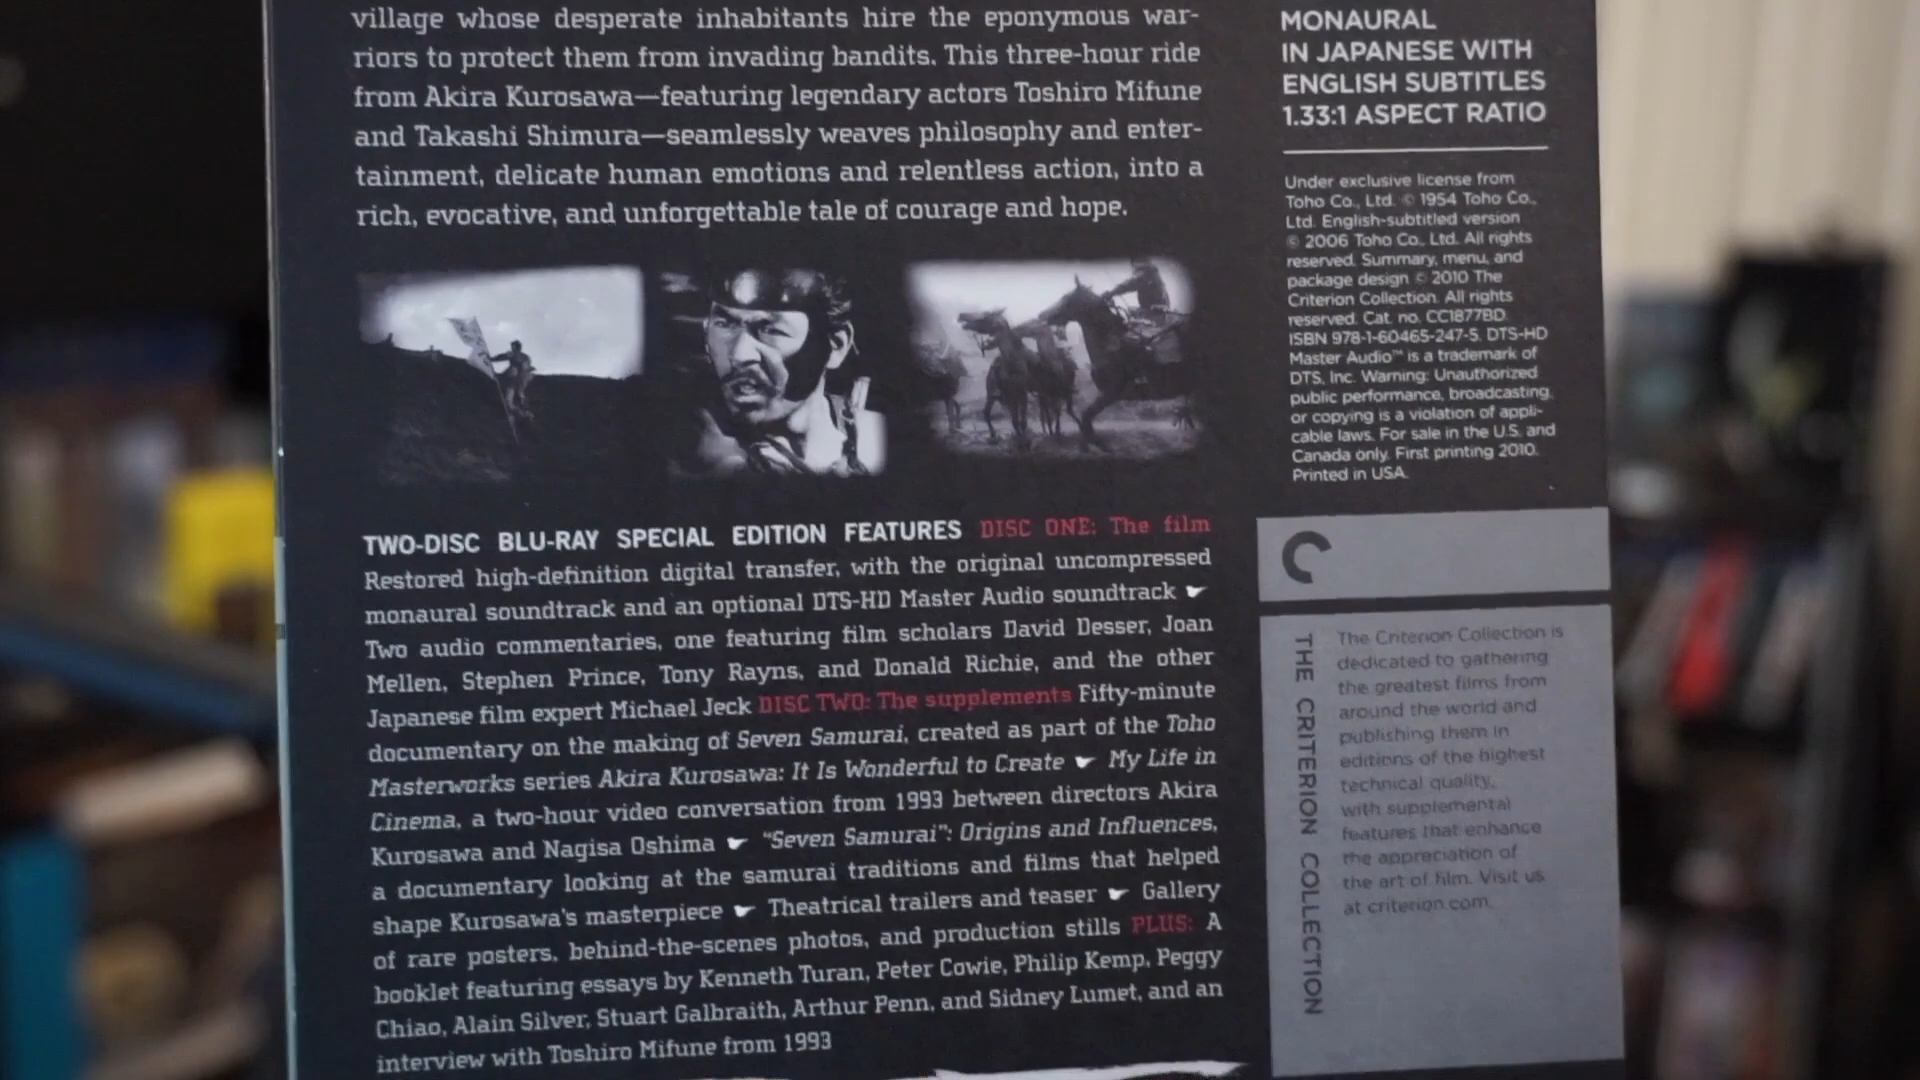 village whose desperate inhabitants hire the eponymous war-
riors to protect them from invading bandits. This three-hour ride
from Akira Kurosawa—featuring legendary actors Toshiro Mifune
and Takashi Shimura—seamlessly weaves philosophy and enter-
tainment, delicate human emotions and relentless action, into a
rich, evocative, and unforgettable tale of courage and hope.
TWO-DISC BLU-RAY SPECIAL EDITION FEATURES DISC ONE: The film
Restored high-definition digital transfer, with the original uncompressed
monaural soundtrack and an optional DTS-HD Master Audio soundtrack
Two audio commentaries, one featuring film scholars David Desser, Joan
Mellen, Stephen Prince, Tony Rayns, and Donald Richie, and the other
Japanese film expert Michael Jeck DISC TWO: The supplements Fifty-minute
documentary on the making of Seven Samurai, created as part of the Toho
Masterworks series Akira Kurosawa: It Is Wonderful to Create My Life in
Cinema, a two-hour video conversation from 1993 between directors Akira
Kurosawa and Nagisa Oshima "Seven Samurai": Origins and Influences,
a documentary looking at the samurai traditions and films that helped
shape Kurosawa's masterpiece Theatrical trailers and teaser Gallery
of rare posters, behind-the-scenes photos, and production stills PLUS: A
booklet featuring essays by Kenneth Turan, Peter Cowie, Philip Kemp, Peggy
Chiao, Alain Silver, Stuart Galbraith, Arthur Penn, and Sidney Lumet, and an
interview with Toshiro Mifune from 1993
MONAURAL
IN JAPANESE WITH
ENGLISH SUBTITLES
1.33:1 ASPECT RATIO
Under exclusive license from
Toho Co., Ltd. © 1954 Toho Co.,
Ltd. English-subtitled version
© 2006 Toho Co., Ltd. All rights
reserved. Summary, menu, and
package design © 2010 The
Criterion Collection. All rights
reserved. Cat. no. CC1877BD.
ISBN 978-1-60465-247-5. DTS-HD
Master Audio™ is a trademark of
DTS, Inc. Warning: Unauthorized
public performance, broadcasting,
or copying is a violation of appli-
cable laws. For sale in the U.S. and
Canada only. First printing 2010.
Printed in USA.
THE CRITERION COLLECTION
The Criterion Collection is
dedicated to gathering
the greatest films from
around the world and
publishing them in
editions of the highest
technical quality,
with supplemental
features that enhance
the appreciation of
the art of film. Visit us
at criterion.com.